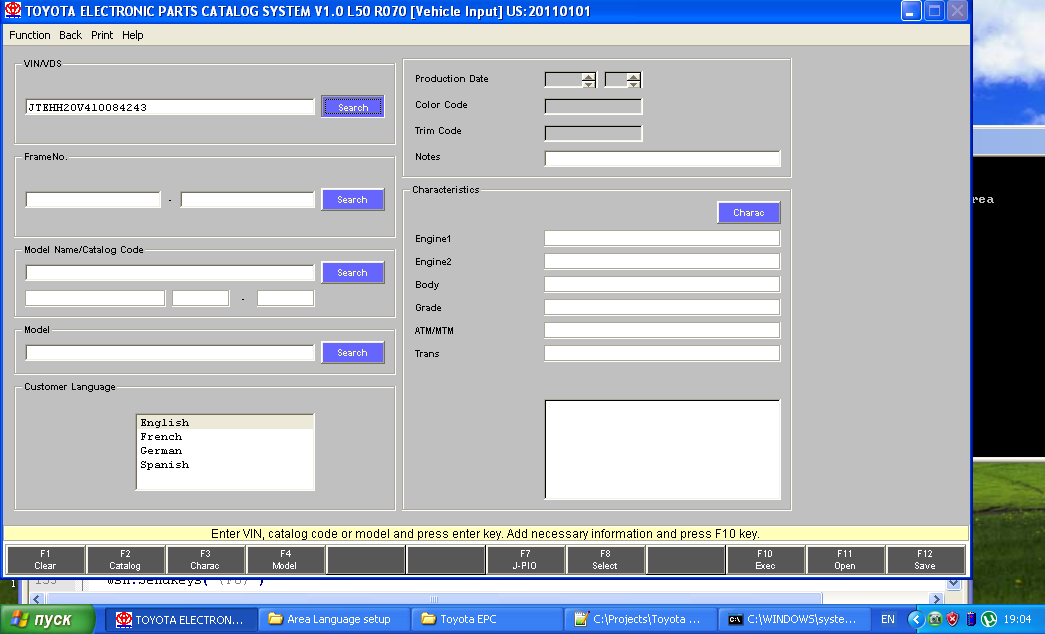 TOYOTA ELECTRONIC PARTS CATALOG SYSTEM V1.0 L50 R070 [Vehicle Input] US:20110101
Function Back Print Help
VIN/VDS
JTEHH20V410084243 Search
FrameNo.
- Search
Model Name/Catalog Code
Search
-
Model
Search
Customer Language
English
French
German
Spanish
Production Date
Color Code
Trim Code
Notes
Characteristics
Charac
Engine1
Engine2
Body
Grade
ATM/MTM
Trans
rea
Enter VIN, catalog code or model and press enter key. Add necessary information and press F10 key.
F1 F2 F3 F4 F7 F8 F10 F11 F12
Clear Catalog Charac Model J-PIO Select Exec Open Save
пуск TOYOTA ELECTRON... Area Language setup Toyota EPC C:\Projects\Toyota ... C:\WINDOWS\syste... EN 19:04